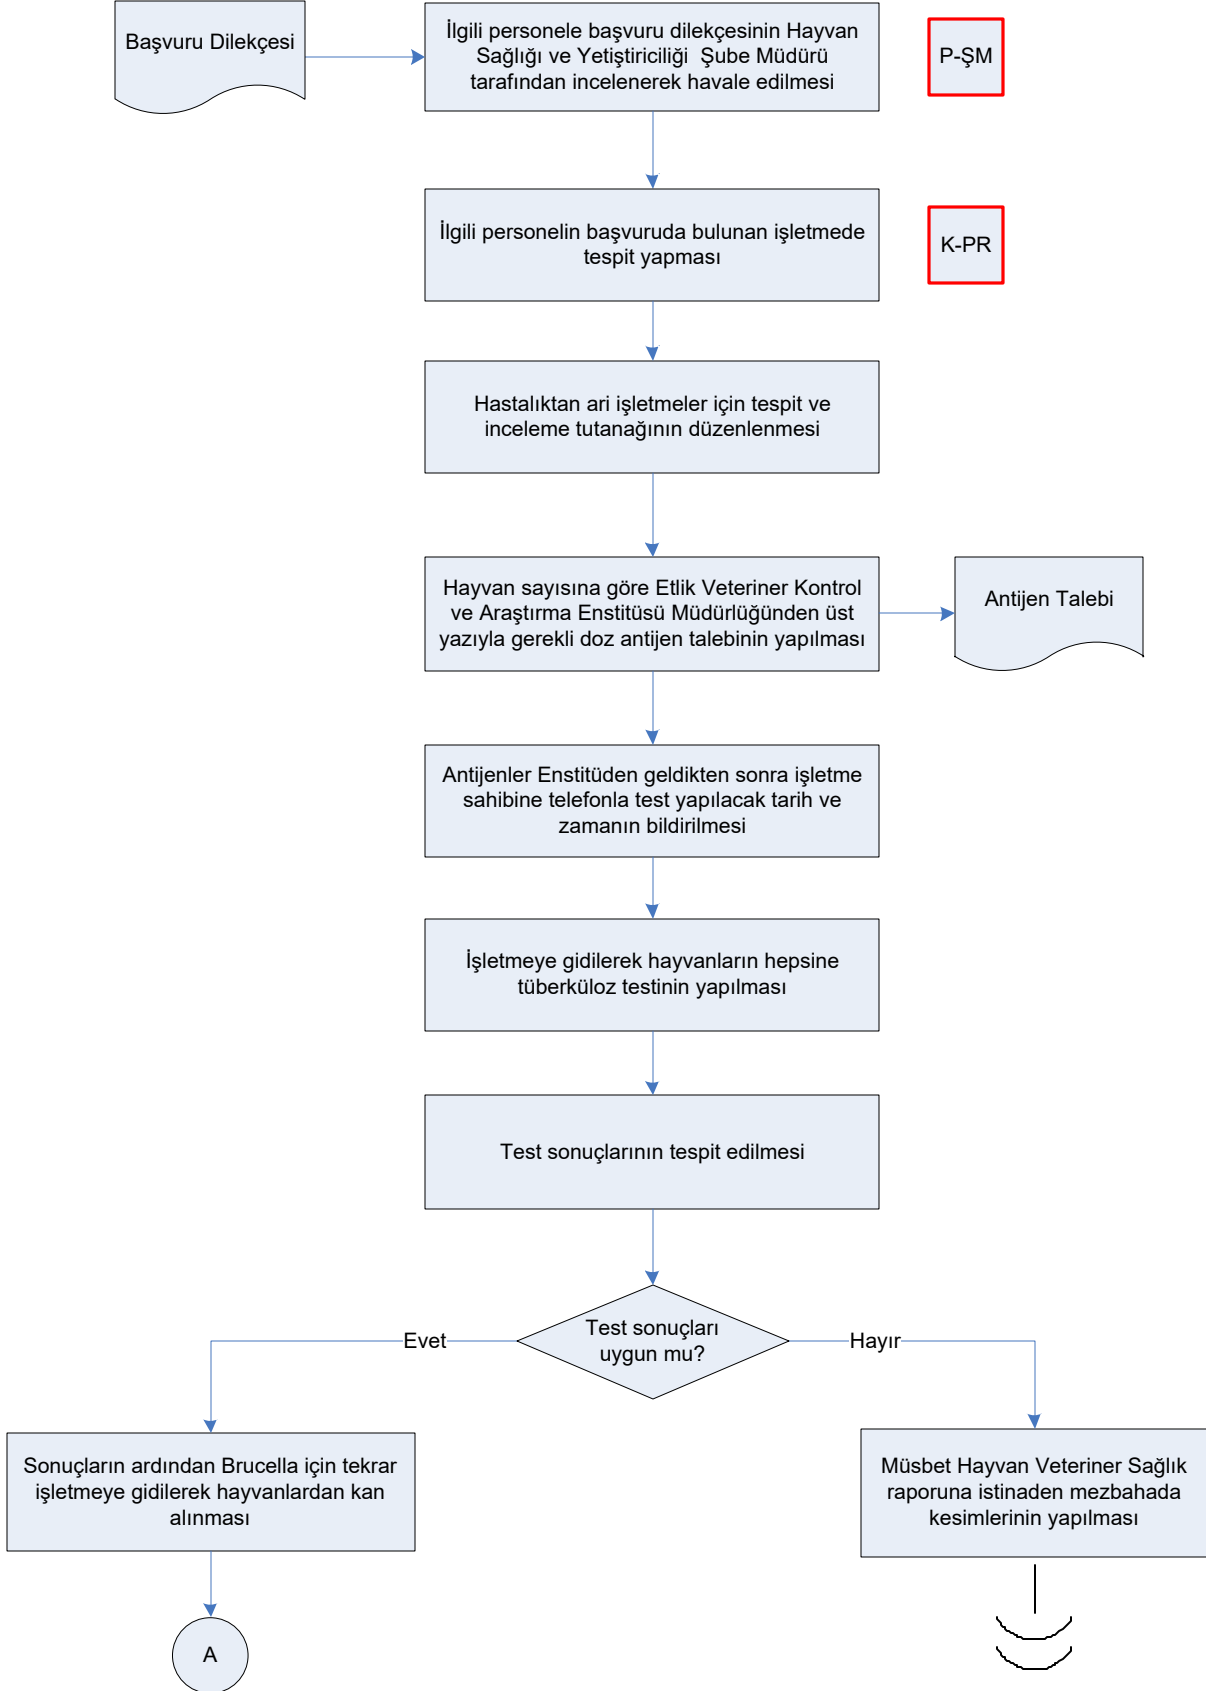 Başvuru Dilekçesi
İlgili personele başvuru dilekçesinin Hayvan
Sağlığı ve Yetiştiriciliği Şube Müdürü
tarafından incelenerek havale edilmesi
P-ŞM
İlgili personelin başvuruda bulunan işletmede
tespit yapması
K-PR
Hastalıktan ari işletmeler için tespit ve
inceleme tutanağının düzenlenmesi
Hayvan sayısına göre Etlik Veteriner Kontrol
ve Araştırma Enstitüsü Müdürlüğünden üst
yazıyla gerekli doz antijen talebinin yapılması
Antijen Talebi
Antijenler Enstitüden geldikten sonra işletme
sahibine telefonla test yapılacak tarih ve
zamanın bildirilmesi
İşletmeye gidilerek hayvanların hepsine
tüberküloz testinin yapılması
Test sonuçlarının tespit edilmesi
Test sonuçları
uygun mu?
Evet
Hayır
Sonuçların ardından Brucella için tekrar
işletmeye gidilerek hayvanlardan kan
alınması
Müsbet Hayvan Veteriner Sağlık
raporuna istinaden mezbahada
kesimlerinin yapılması
A